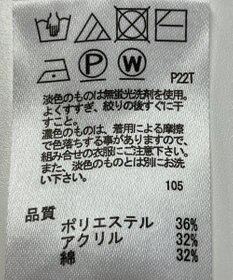 P W
P22T
淡色のものは無蛍光洗剤を使用。
よくすすぎ、絞りの後すぐに干
すこと。
濃色のものは、着用による摩擦
で色落ちする事がありますので、
組み合せの衣服にご注意下さい。
また、淡色のものとは別にお洗
い下さい。
105
品質
ポリエステル 36%
アクリル 32%
綿 32%